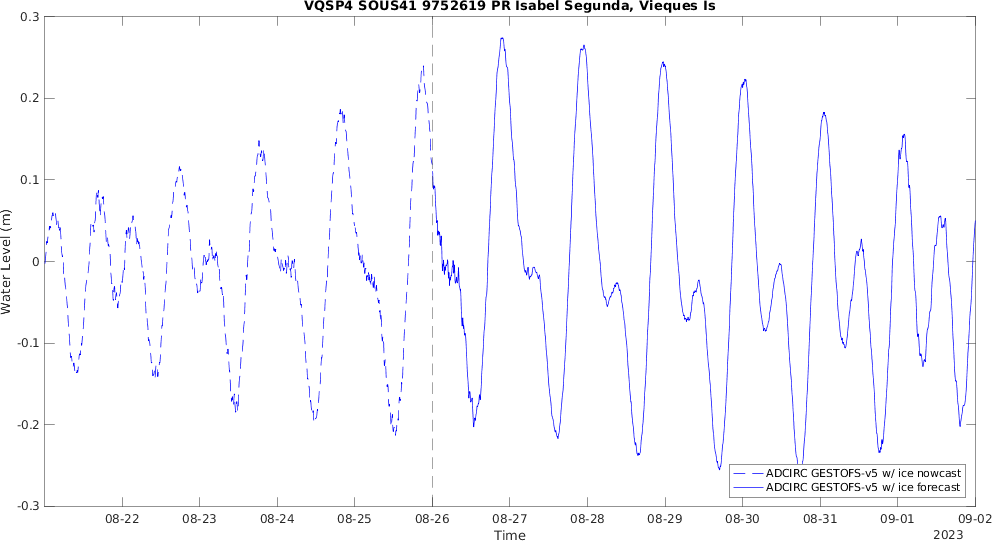 VQSP4 SOUS41 9752619 PR Isabel Segunda, Vieques Is
0.3
0.2
0.1
0
-0.1
-0.2
-0.3
Water Level (m)
ADCIRC GESTOFS-v5 w/ ice nowcast
ADCIRC GESTOFS-v5 w/ ice forecast
08-22 08-23 08-24 08-25 08-26 08-27 08-28 08-29 08-30 08-31 09-01 09-02
Time
2023